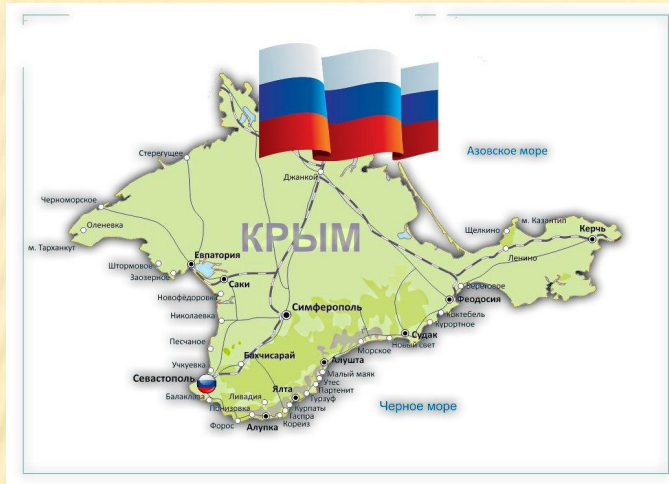 Азовское море
Стерегущее
Джанкой
Черноморское
Оленевка
м. Тарханкут
КРЫМ
м. Казантип
Щелкино
Керчь
Ленино
Евпатория
Штормовое
Заозерное
Саки
Новофёдоровка
Береговое
Феодосия
Николаевка
Симферополь
Коктебель
Курортное
Судак
Новый свет
Морское
Песчаное
Бахчисарай
Алушта
Учкуевка
Малый маяк
Севастополь
Утес
Ялта
Партенит
Балаклава
Ливадия
Гурзуф
Понизовка
Курпаты
Гаспра
Форос
Алупка
Кореиз
Черное море